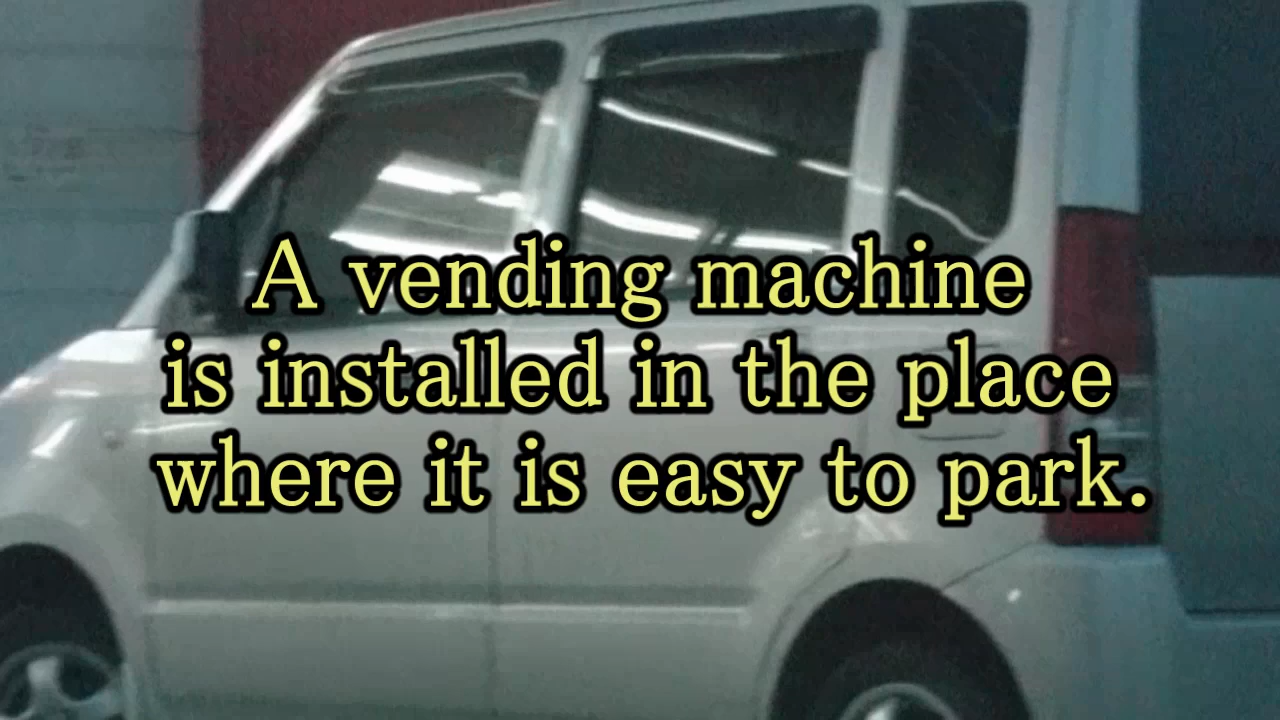 A vending machine
is installed in the place
where it is easy to park.